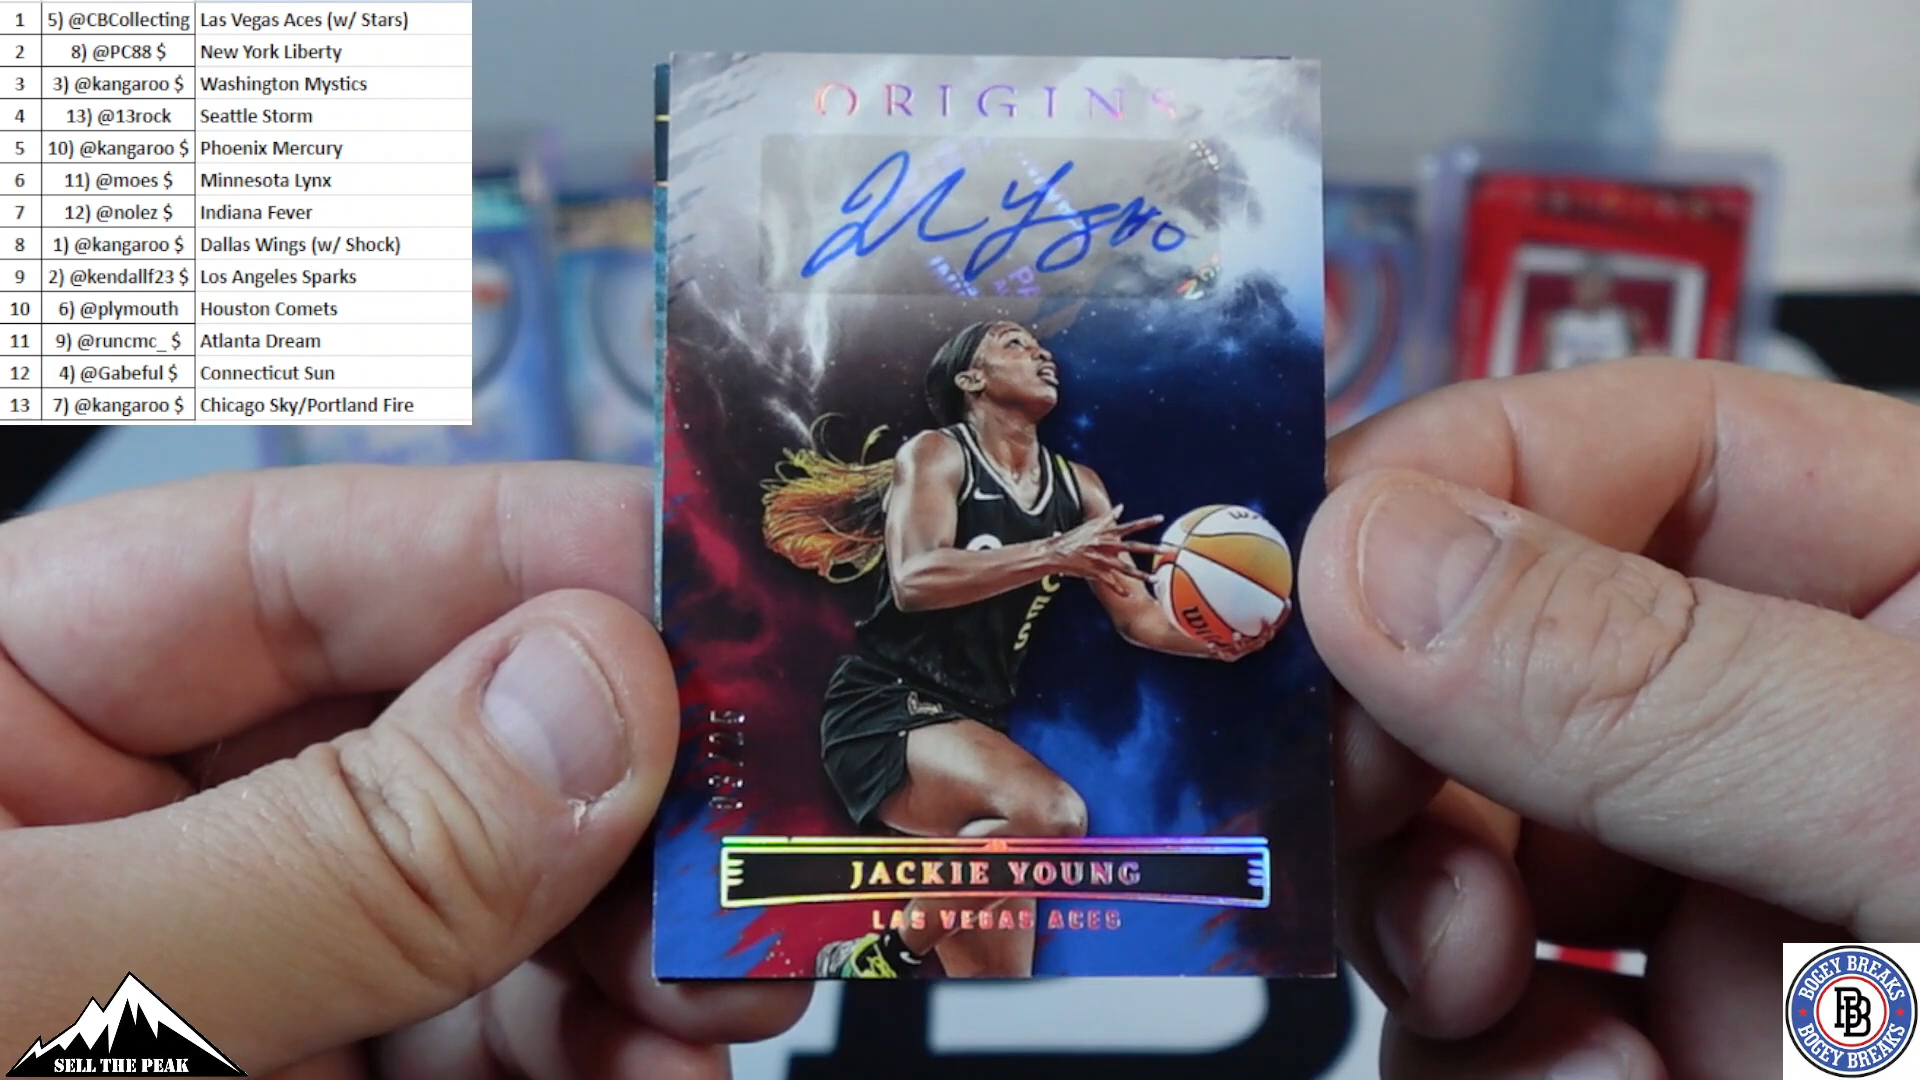 1 5) @CBCollecting Las Vegas Aces (w/ Stars)
2 8) @PC88 $ New York Liberty
3 3) @kangaroo $ Washington Mystics
4 13) @13rock Seattle Storm
5 10) @kangaroo $ Phoenix Mercury
6 11) @moes $ Minnesota Lynx
7 12) @nolez $ Indiana Fever
8 1) @kangaroo $ Dallas Wings (w/ Shock)
9 2) @kendallf23 $ Los Angeles Sparks
10 6) @plymouth Houston Comets
11 9) @runcmc_ $ Atlanta Dream
12 4) @Gabeful $ Connecticut Sun
13 7) @kangaroo $ Chicago Sky/Portland Fire
ORIGINS
03/25
JACKIE YOUNG
LAS VEGAS ACES
SELL THE PEAK
BOGEY BREAKS
BB
BOGEY BREAKS